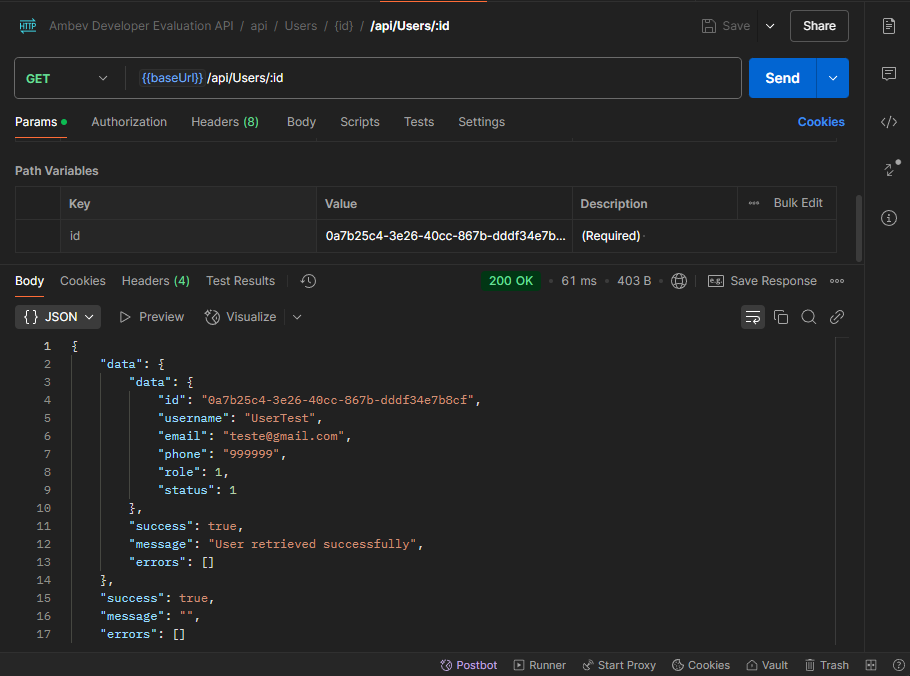 HTTP Ambev Developer Evaluation API / api / Users / {id} / /api/Users/:id Save Share
GET {{baseUrl}} /api/Users/:id Send
Params Authorization Headers (8) Body Scripts Tests Settings Cookies
Path Variables
Key Value Description Bulk Edit
id 0a7b25c4-3e26-40cc-867b-dddf34e7b... (Required)
Body Cookies Headers (4) Test Results 200 OK 61 ms 403 B e.g. Save Response
{} JSON Preview Visualize
1 {
2 "data": {
3 "data": {
4 "id": "0a7b25c4-3e26-40cc-867b-dddf34e7b8cf",
5 "username": "UserTest",
6 "email": "teste@gmail.com",
7 "phone": "999999",
8 "role": 1,
9 "status": 1
10 },
11 "success": true,
12 "message": "User retrieved successfully",
13 "errors": []
14 },
15 "success": true,
16 "message": "",
17 "errors": []
Postbot Runner Start Proxy Cookies Vault Trash